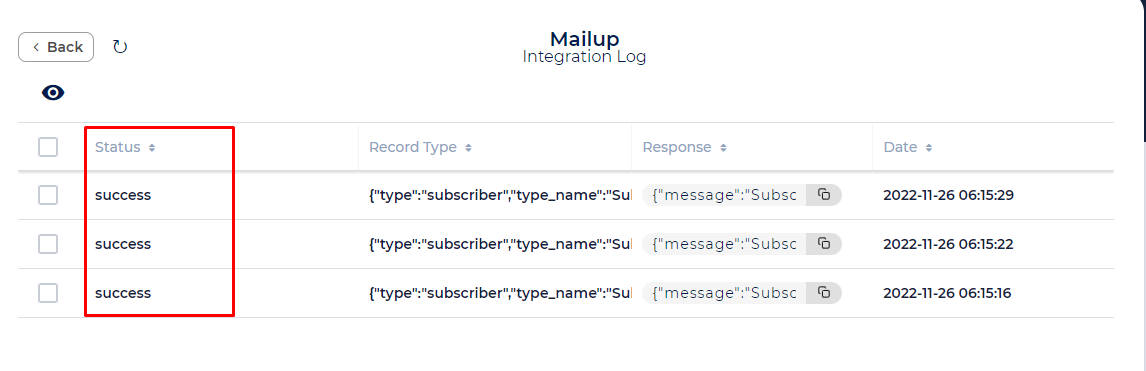 Back
Mailup
Integration Log
Status Record Type Response Date
success {"type":"subscriber","type_name":"Sul {"message":"Subsc 2022-11-26 06:15:29
success {"type":"subscriber","type_name":"Sul {"message":"Subsc 2022-11-26 06:15:22
success {"type":"subscriber","type_name":"Sul {"message":"Subsc 2022-11-26 06:15:16